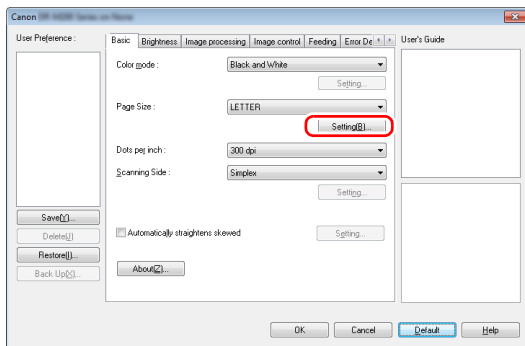 Canon
User Preference :
Basic Brightness Image processing Image control Feeding Error De
User's Guide
Color mode : Black and White
Setting...
Page Size : LETTER
Setting(B)...
Dots per inch : 300 dpi
Scanning Side : Simplex
Setting...
Save(Y)...
Delete(J)
Automatically straightens skewed Setting...
Restore(I)...
Back Up(X)...
About(Z)...
OK Cancel Default Help